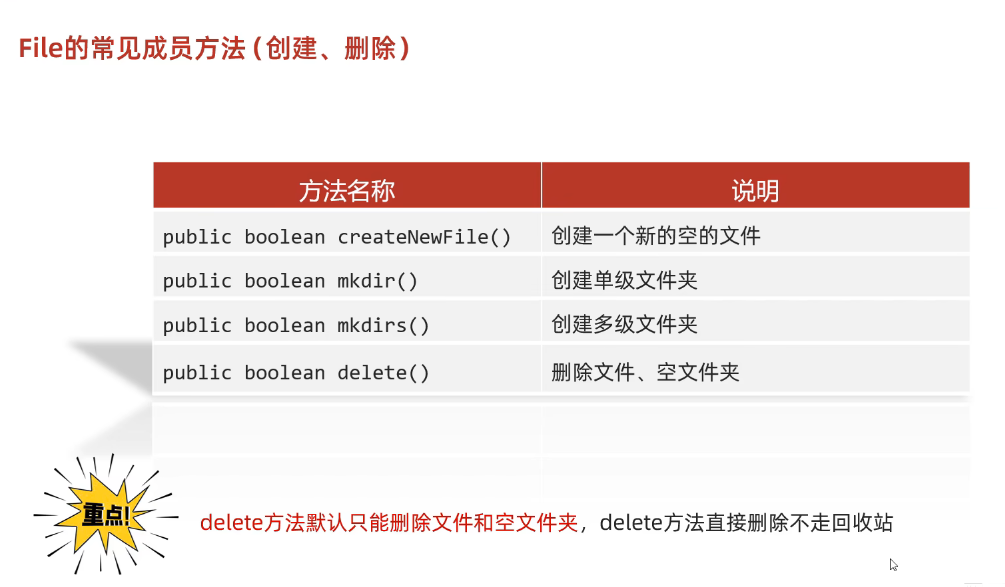 File的常见成员方法（创建、删除）
方法名称 说明
public boolean createNewFile() 创建一个新的空的文件
public boolean mkdir() 创建单级文件夹
public boolean mkdirs() 创建多级文件夹
public boolean delete() 删除文件、空文件夹
重点!
delete方法默认只能删除文件和空文件夹，delete方法直接删除不走回收站